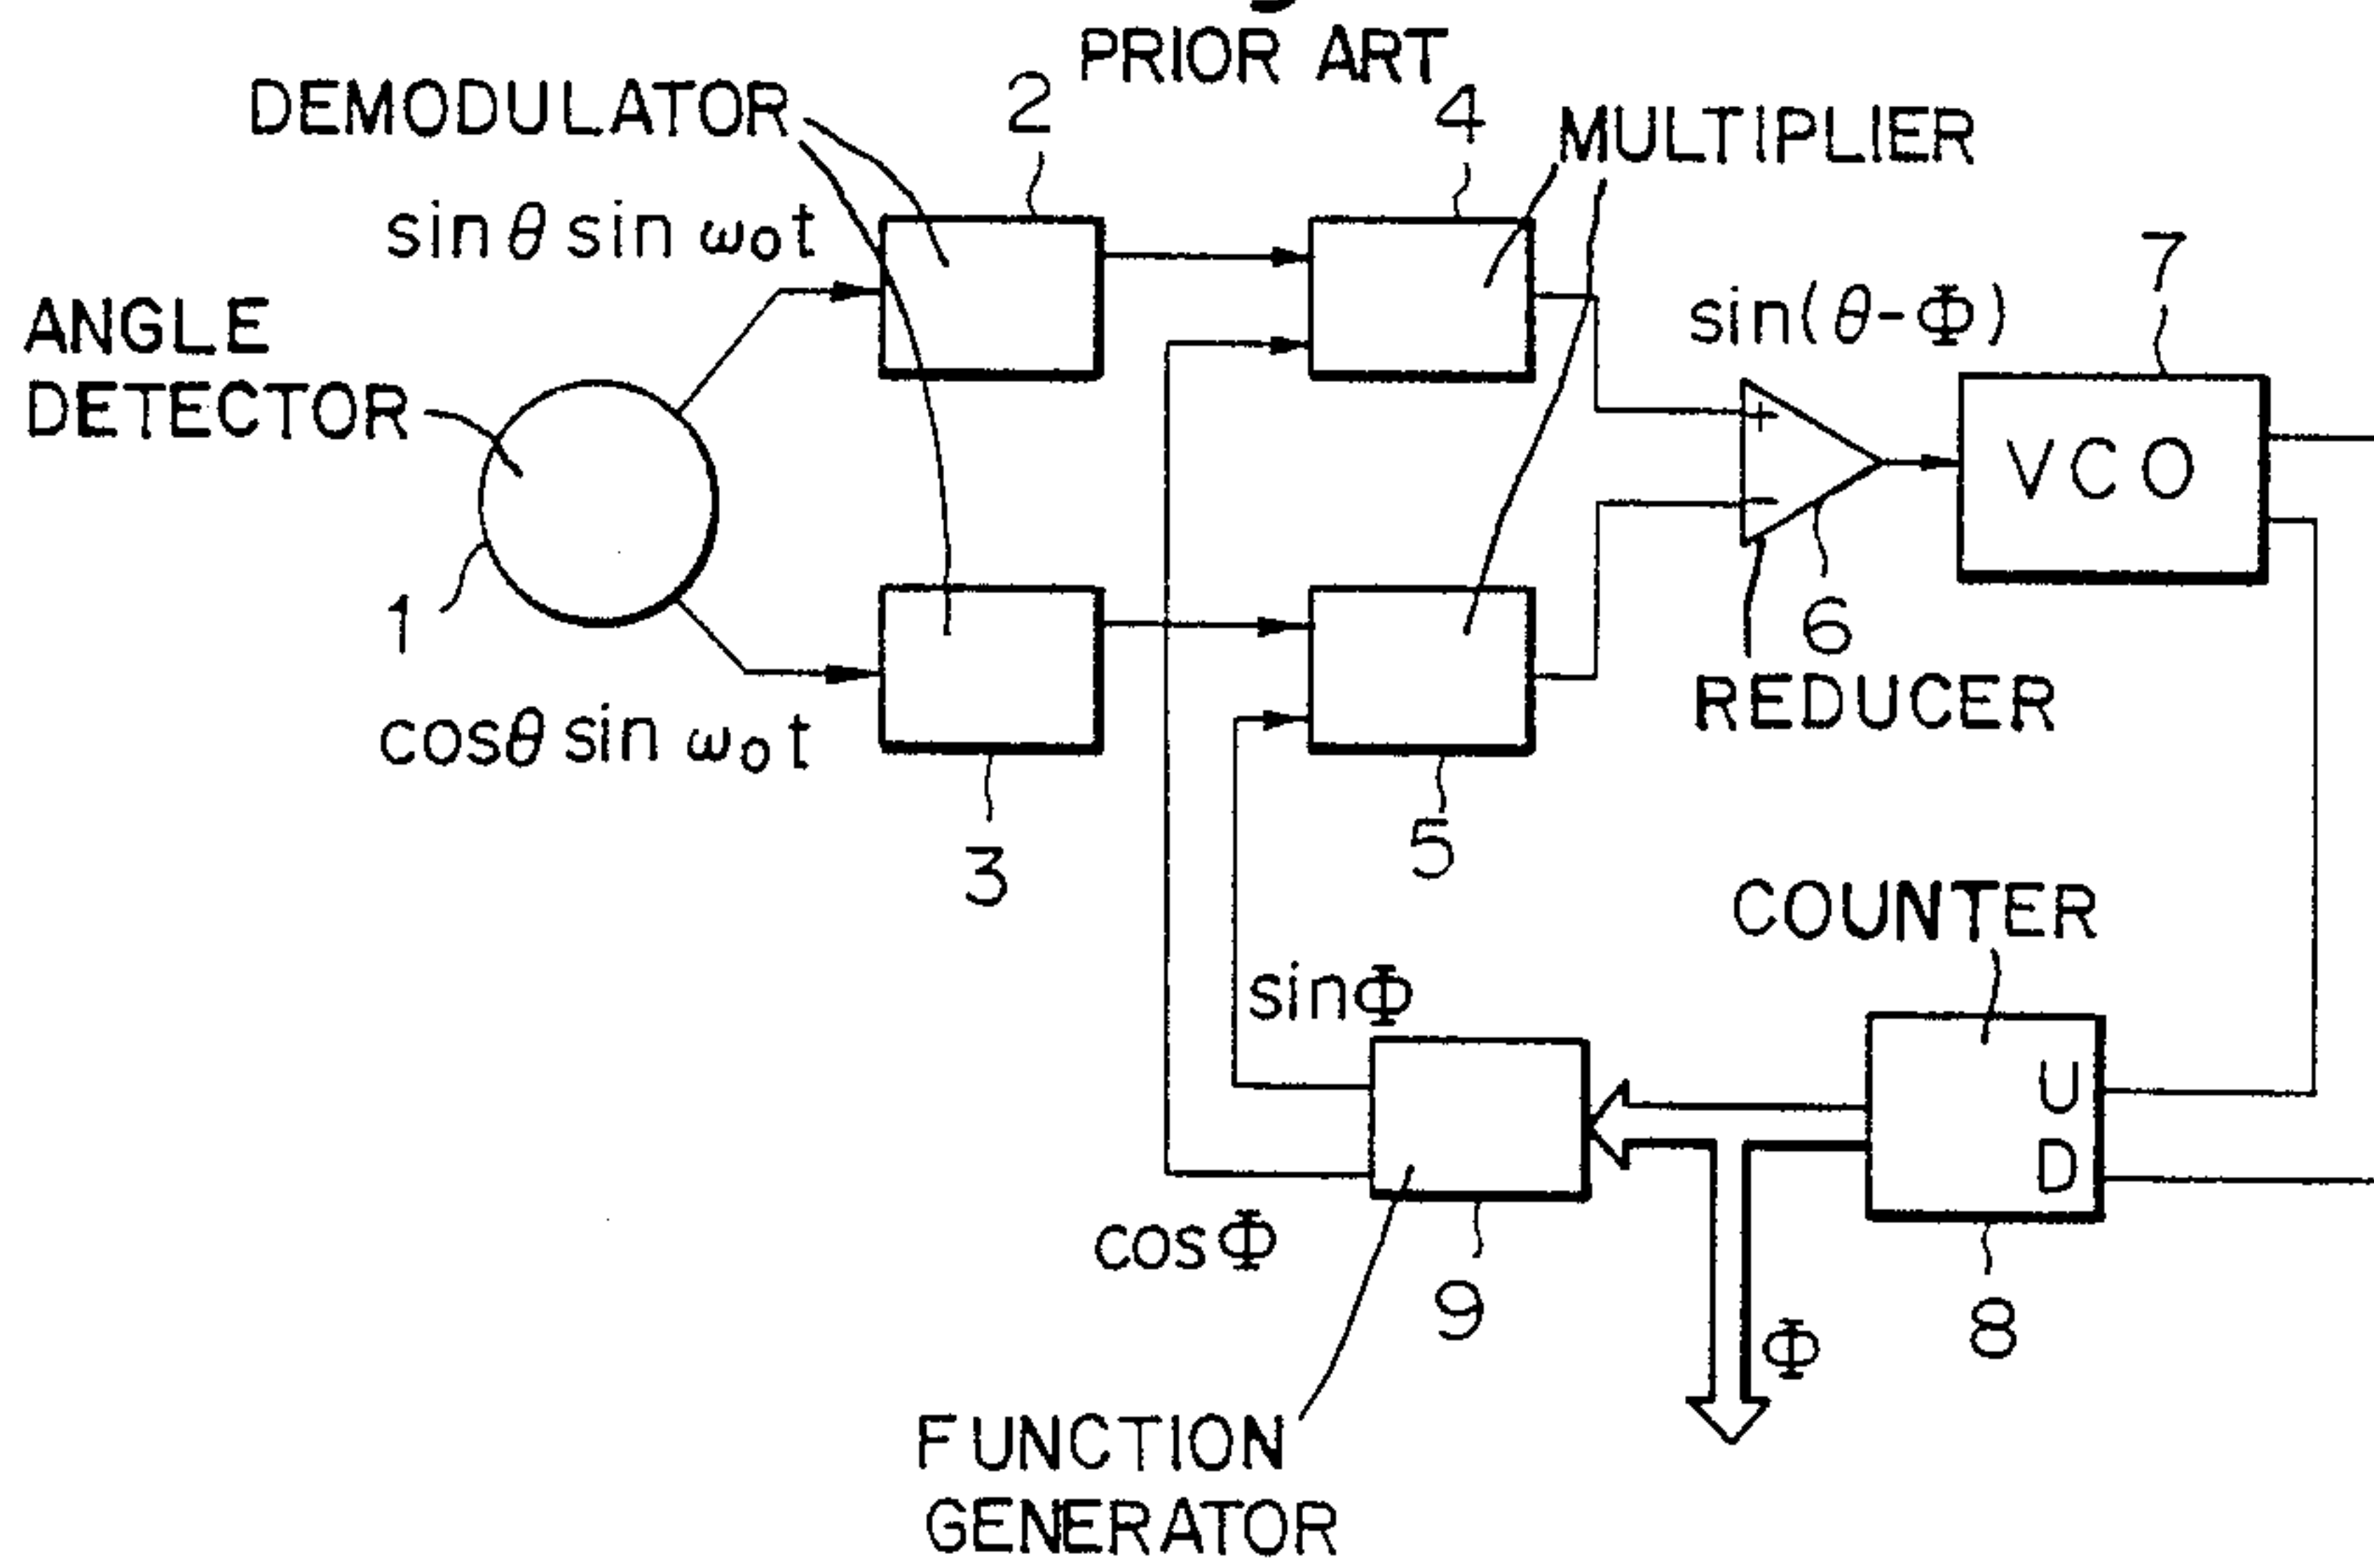 PRIOR ART
DEMODULATOR
2
4
MULTIPLIER
sin θ sin ω₀t
7
ANGLE
DETECTOR
sin(θ-Φ)
+
VCO
−
1
6
REDUCER
cosθ sin ω₀t
3
5
COUNTER
sinΦ
U
D
cosΦ
9
8
Φ
FUNCTION
GENERATOR